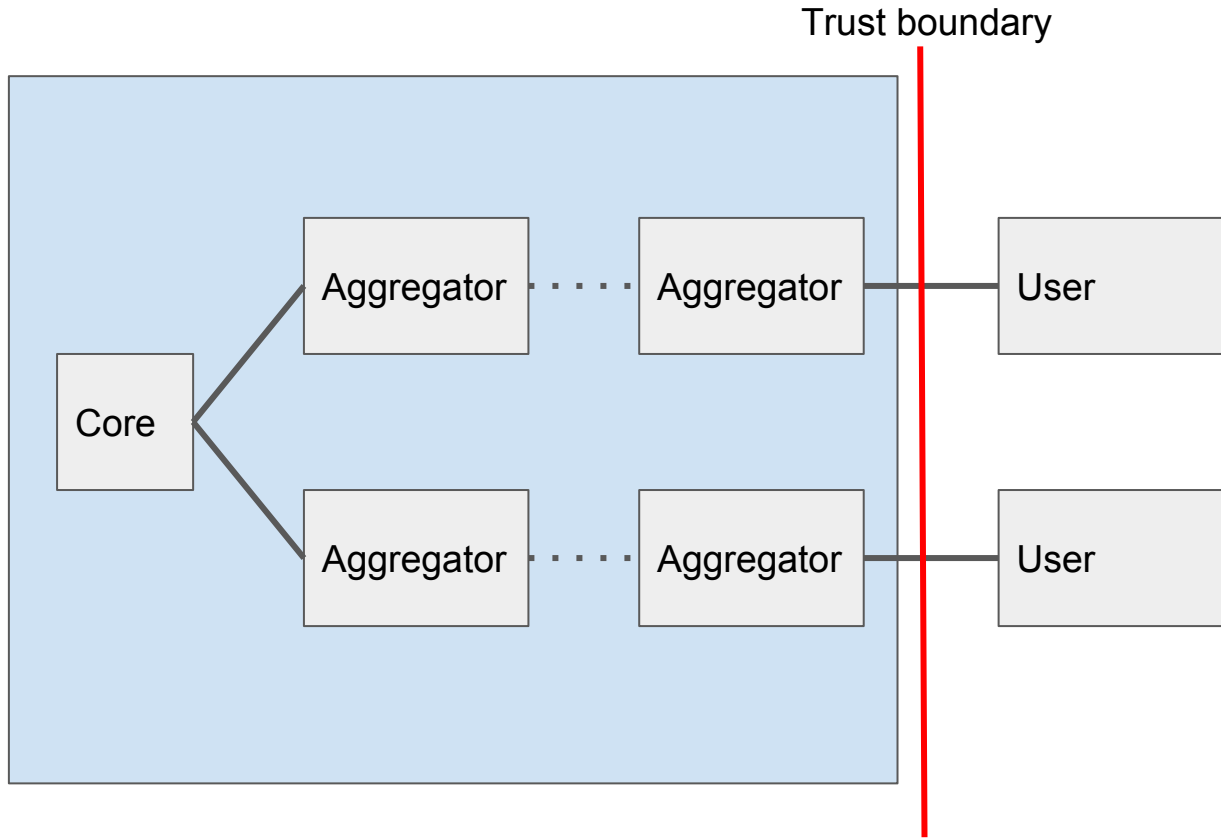 Trust boundary
Aggregator
Aggregator
User
Core
Aggregator
Aggregator
User